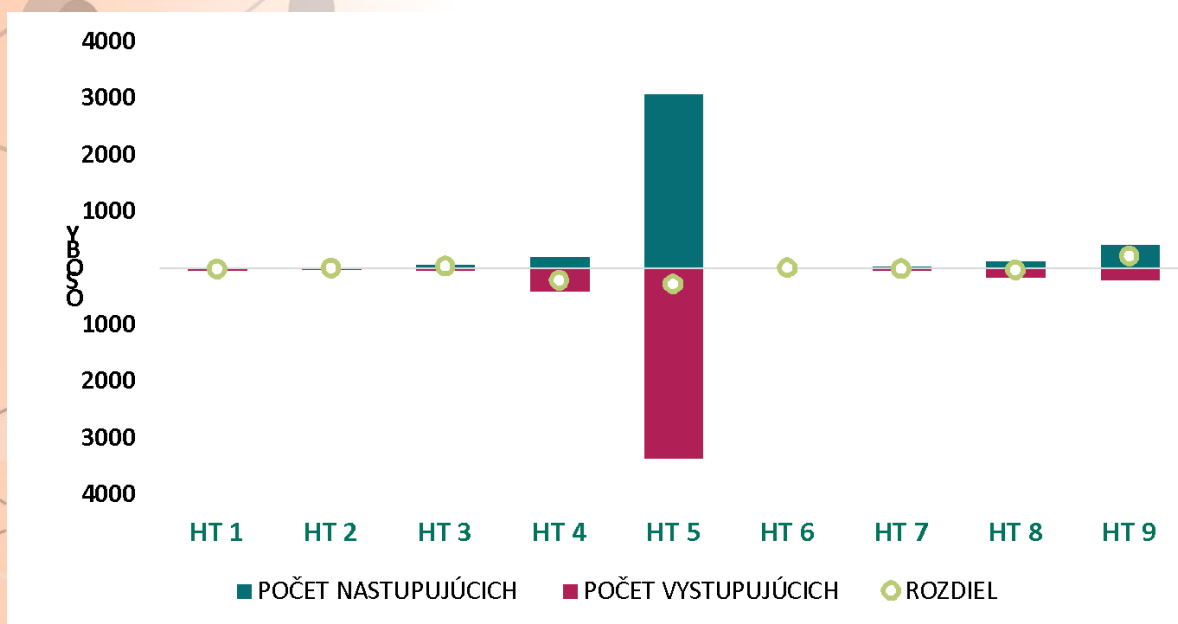 4000
3000
2000
1000
OSOBY
1000
2000
3000
4000
HT 1 HT 2 HT 3 HT 4 HT 5 HT 6 HT 7 HT 8 HT 9
POČET NASTUPUJÚCICH POČET VYSTUPUJÚCICH ROZDIEL